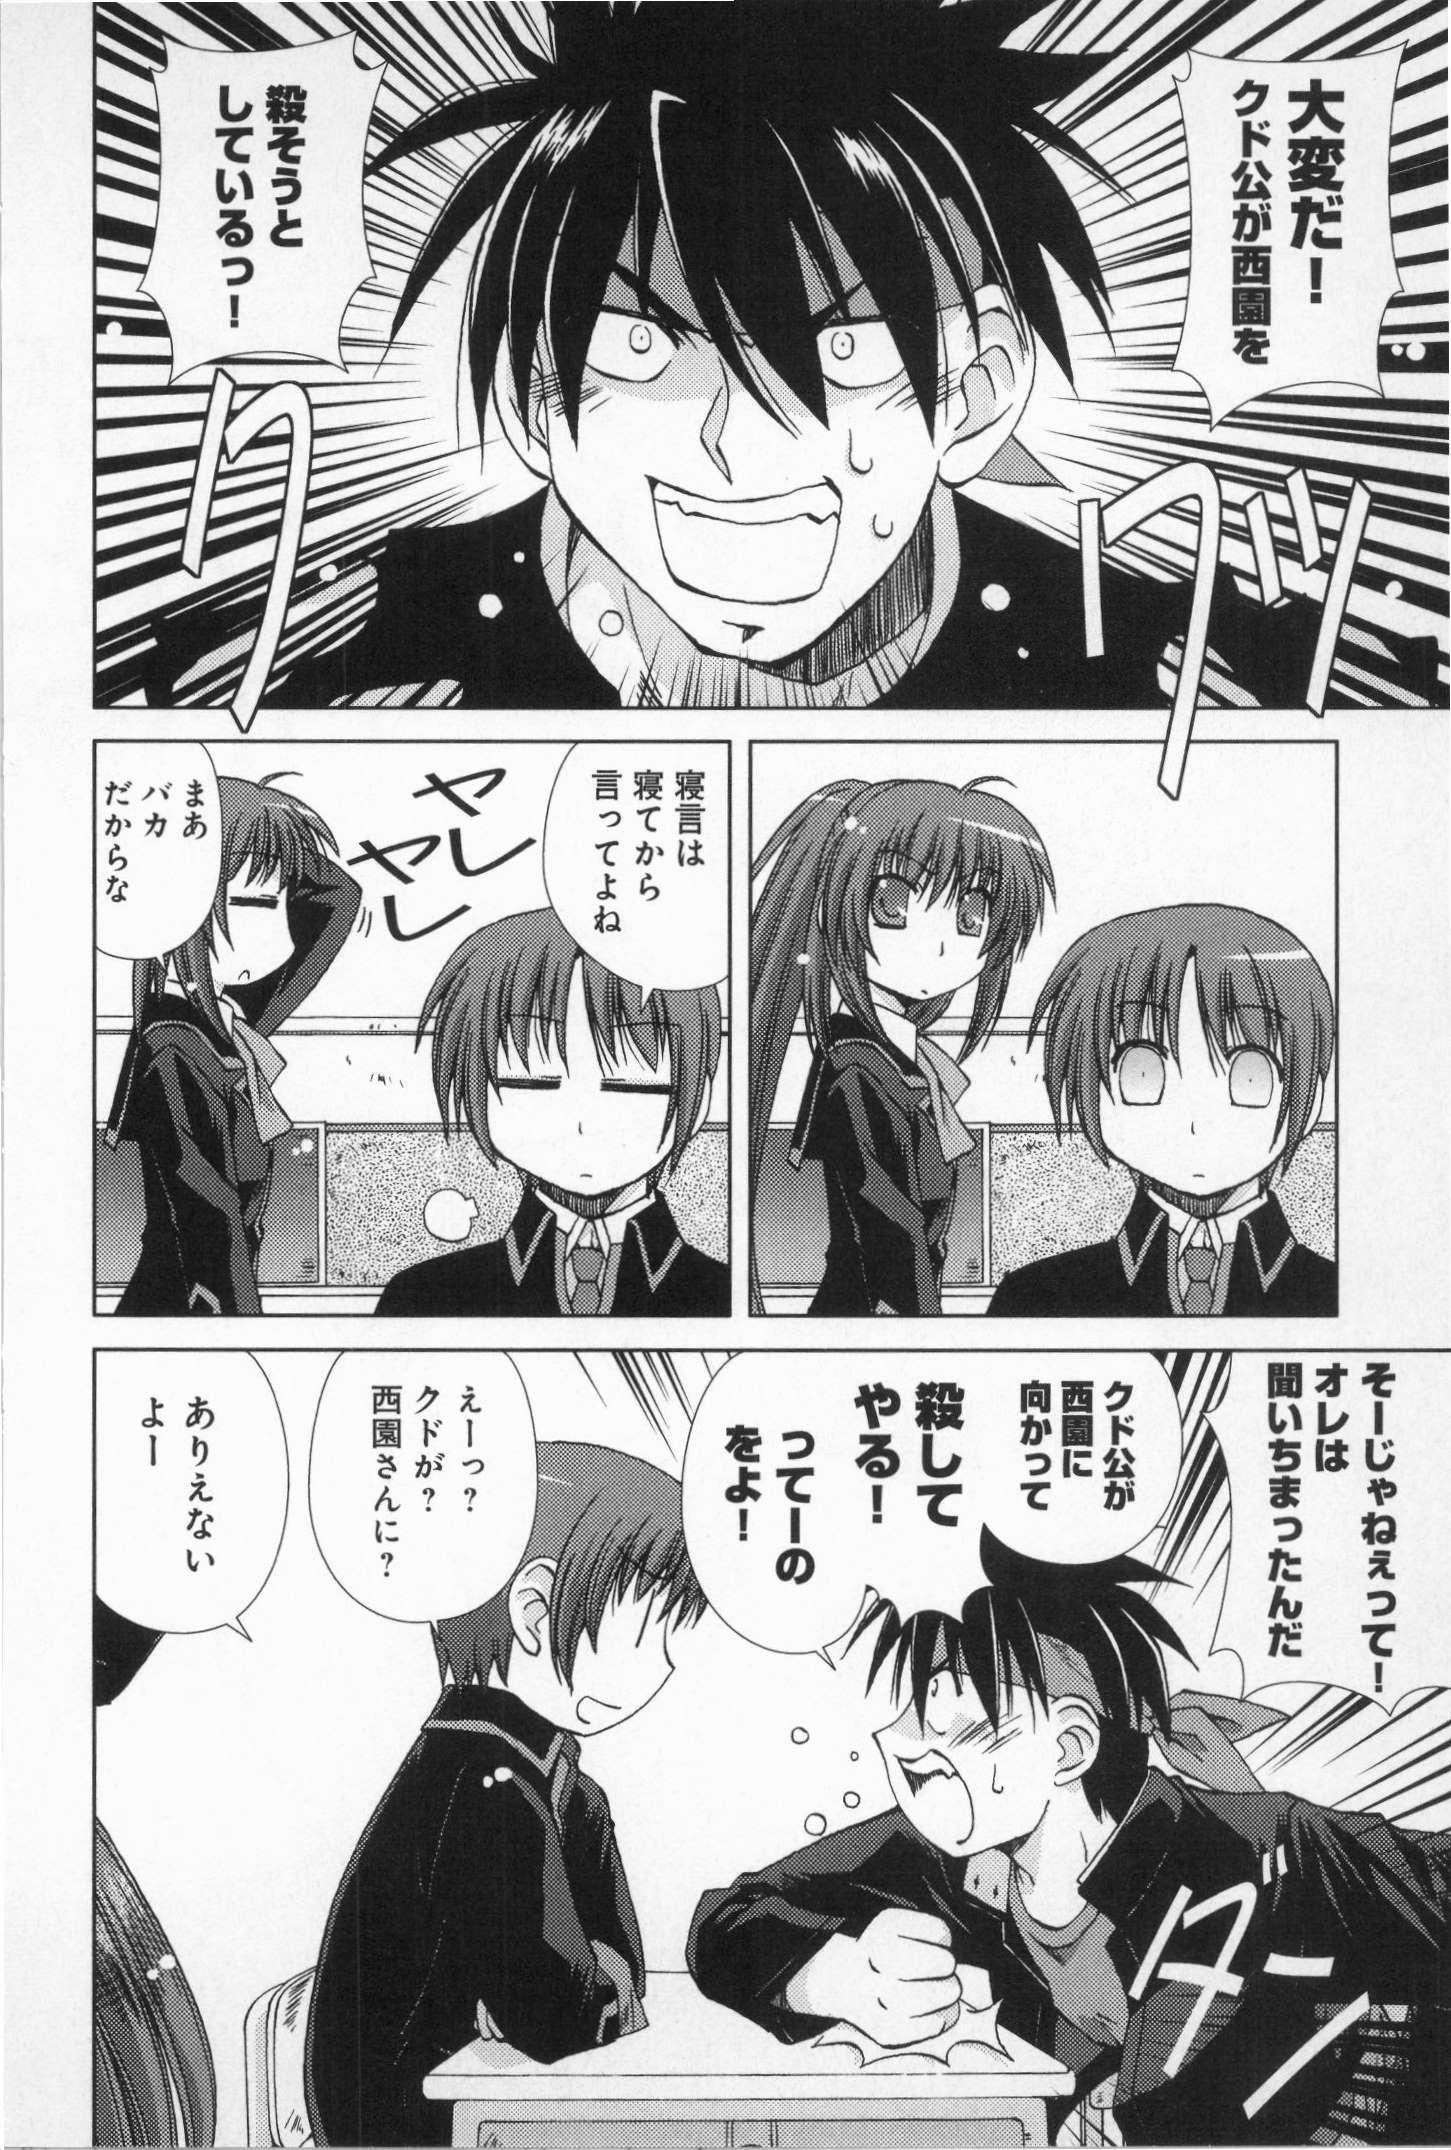 大変だ！
クド公が西園を
殺そうと
しているっ！
グワッ
寝言は
寝てから
言ってよね
ヤレ
ヤレ
まあ
バカ
だからな
そーじゃねぇって！
オレは
聞いちまったんだ
クド公が
西園に
向かって
殺して
やる！
ってーの
をよ！
えーっ？
クドが？
西園さんに？
ありえない
よー
ダン